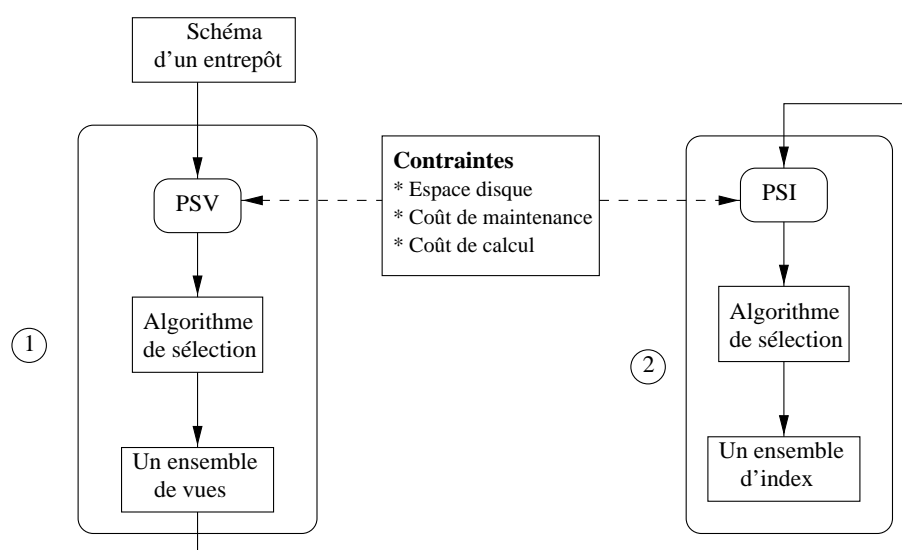 Schéma
d'un entrepôt
PSV
Algorithme
de sélection
1
Un ensemble
de vues
Contraintes
* Espace disque
* Coût de maintenance
* Coût de calcul
PSI
Algorithme
de sélection
2
Un ensemble
d'index